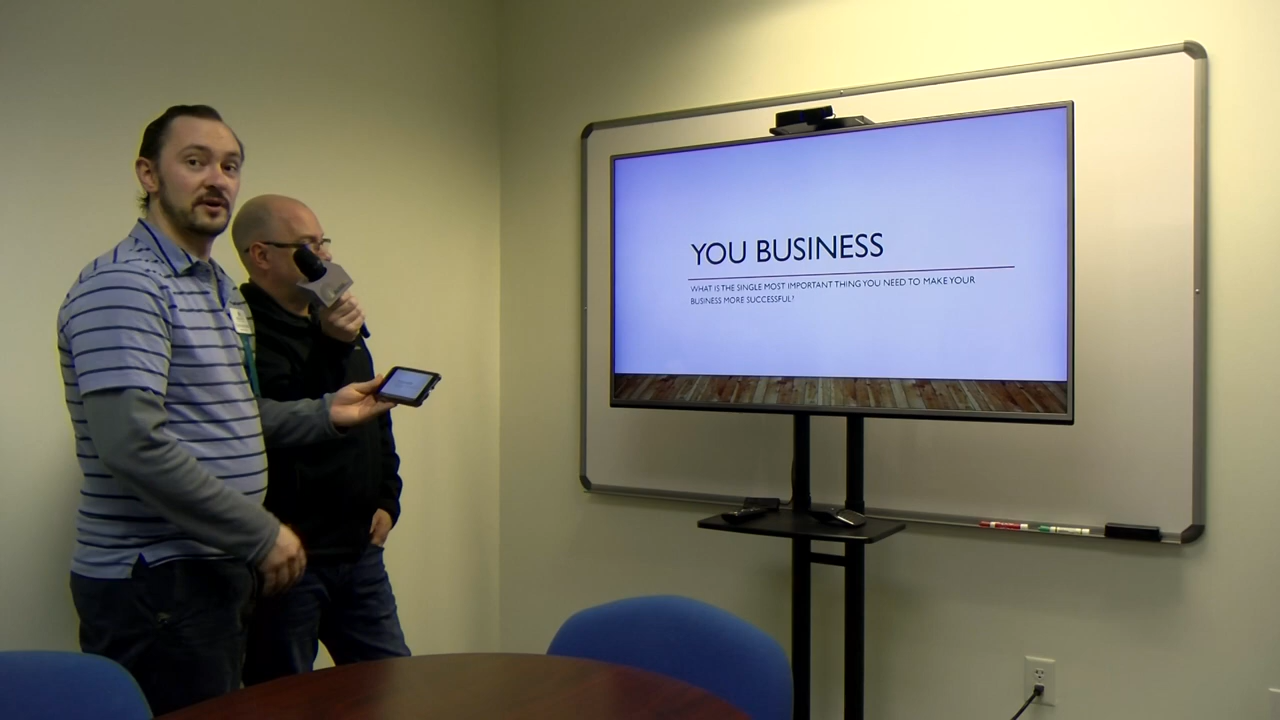 YOU BUSINESS
WHAT IS THE SINGLE MOST IMPORTANT THING YOU NEED TO MAKE YOUR
BUSINESS MORE SUCCESSFUL?